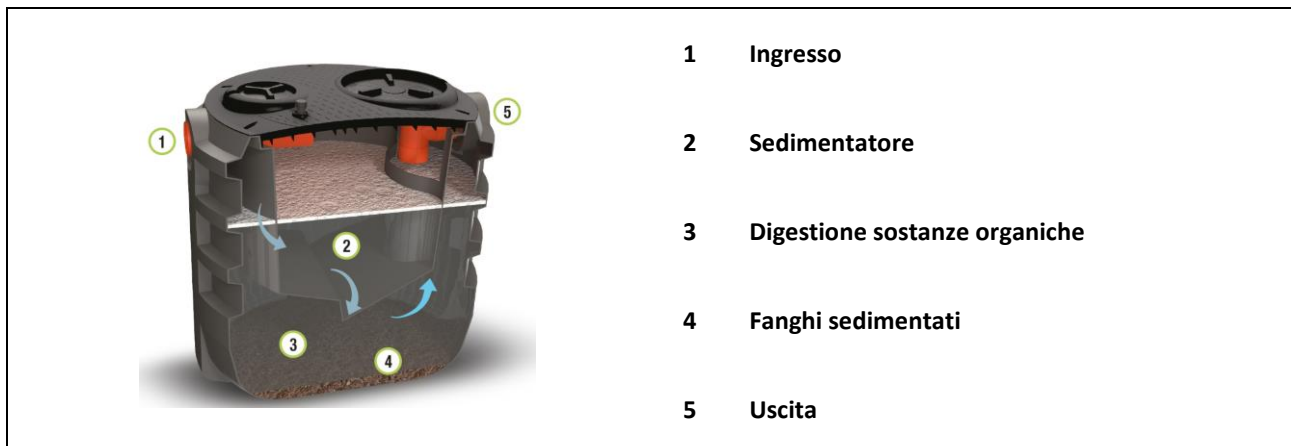 1 Ingresso
2 Sedimentatore
3 Digestione sostanze organiche
4 Fanghi sedimentati
5 Uscita
1
5
2
3
4